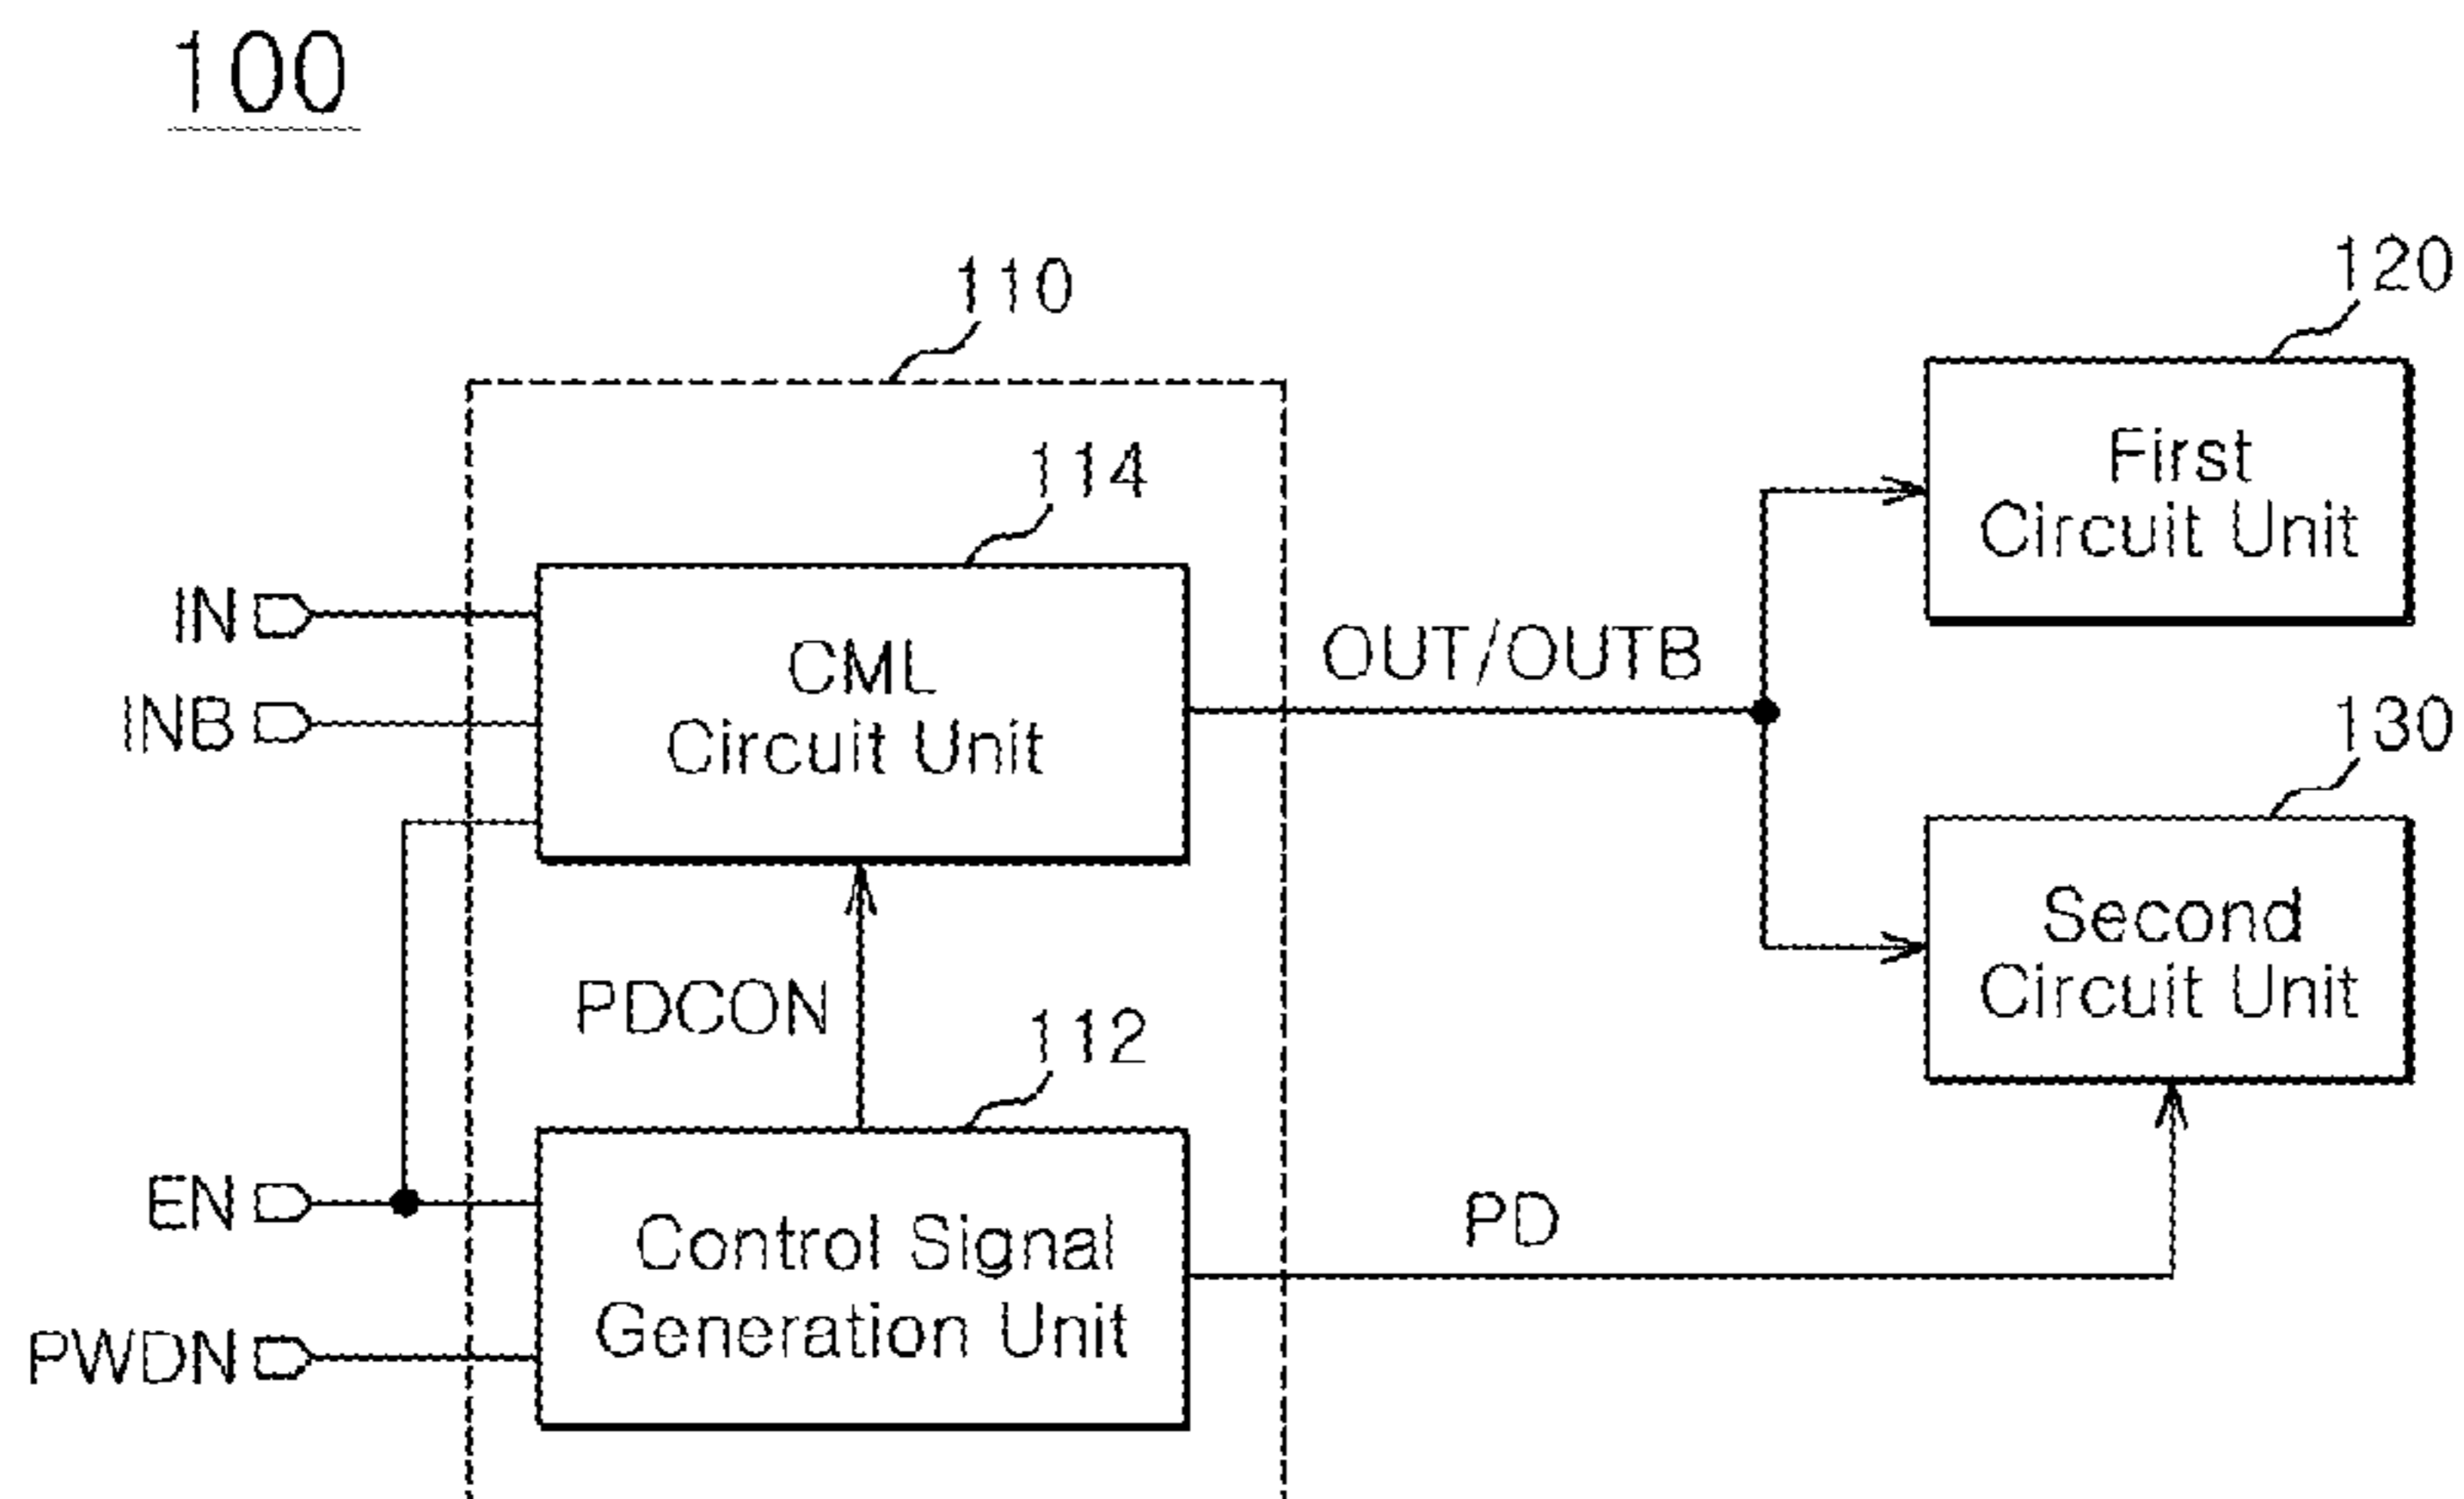 100
110
120
114
First
Circuit Unit
IN
CML
Circuit Unit
OUT/OUTB
INB
130
Second
Circuit Unit
PDCON
112
EN
Control Signal
Generation Unit
PD
PWDN